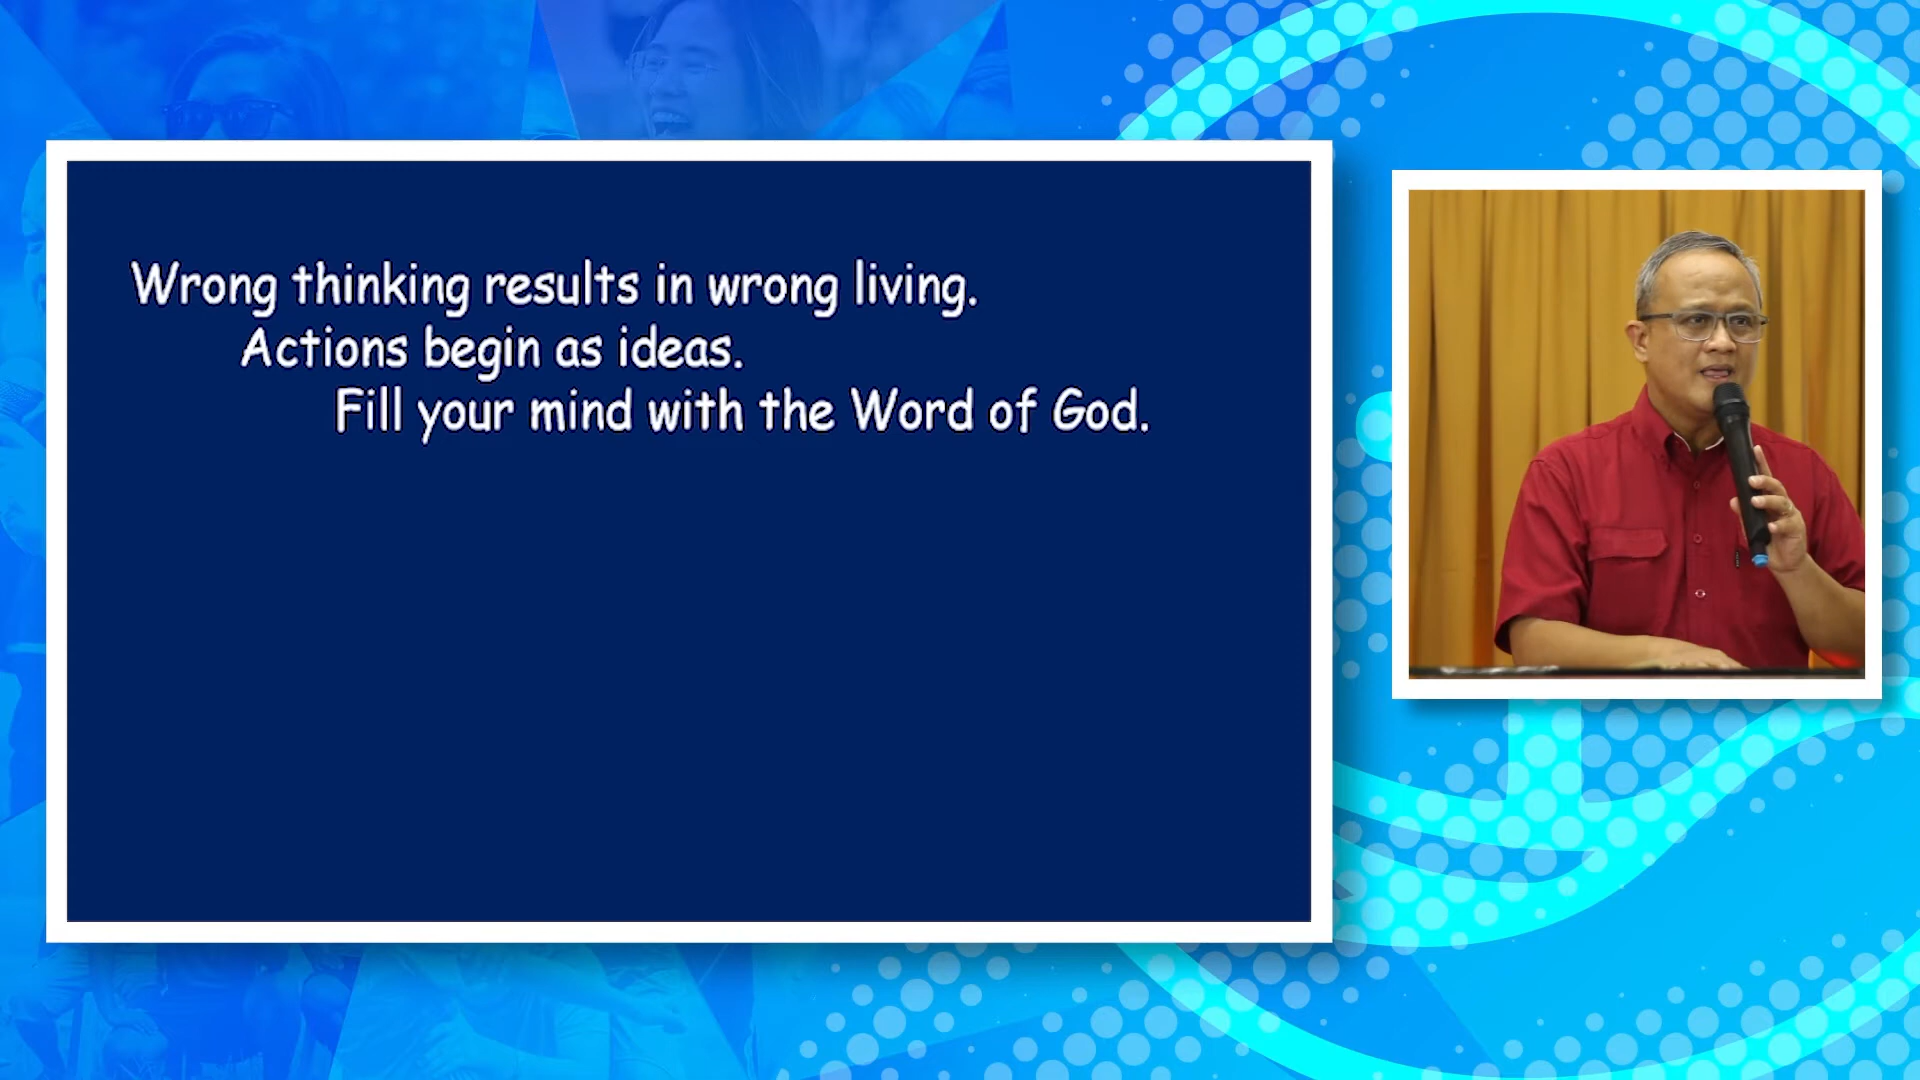 Wrong thinking results in wrong living.
Actions begin as ideas.
Fill your mind with the Word of God.